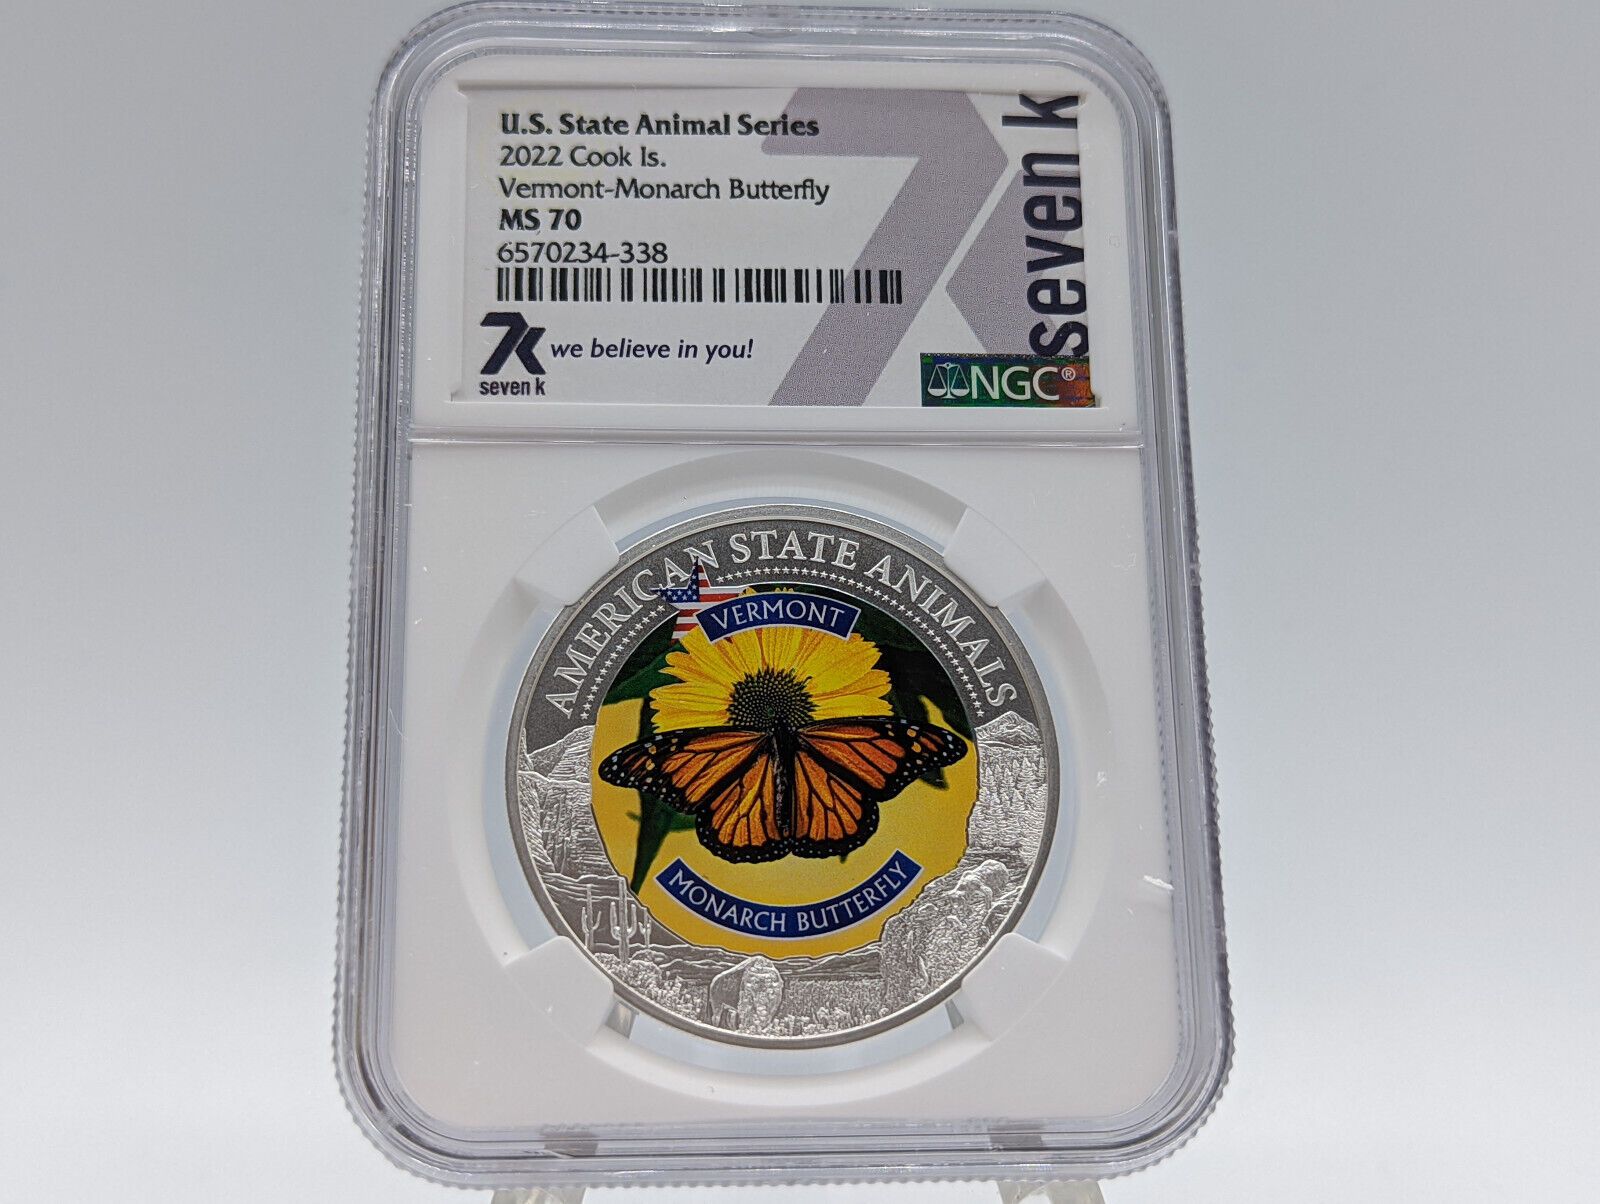 U.S. State Animal Series
2022 Cook Is.
Vermont-Monarch Butterfly
MS 70
6570234-338
7k we believe in you!
seven k
seven k
NGC®
AMERICAN STATE ANIMALS
VERMONT
MONARCH BUTTERFLY